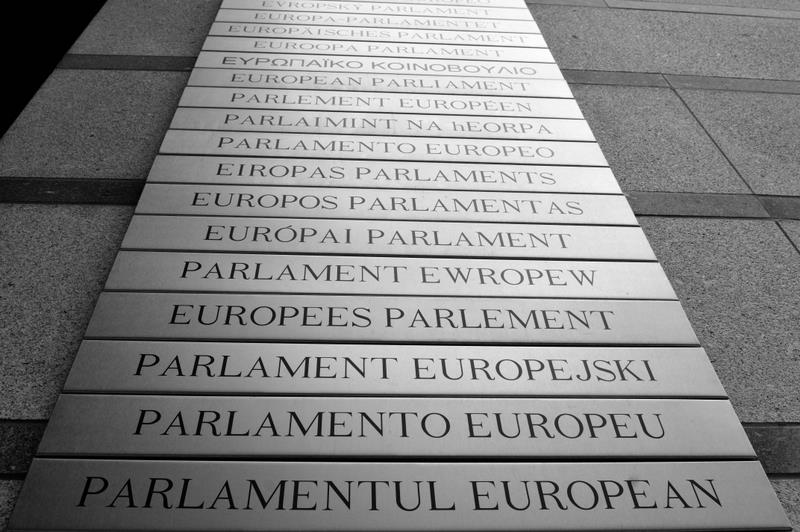 EVROPSKÝ PARLAMENT
EUROPA-PARLAMENTET
EUROPÄISCHES PARLAMENT
EUROOPA PARLAMENT
ΕΥΡΩΠΑΪΚΟ ΚΟΙΝΟΒΟΥΛΙΟ
EUROPEAN PARLIAMENT
PARLEMENT EUROPÉEN
PARLAIMINT NA hEORPA
PARLAMENTO EUROPEO
EIROPAS PARLAMENTS
EUROPOS PARLAMENTAS
EURÓPAI PARLAMENT
PARLAMENT EWROPEW
EUROPEES PARLEMENT
PARLAMENT EUROPEJSKI
PARLAMENTO EUROPEU
PARLAMENTUL EUROPEAN